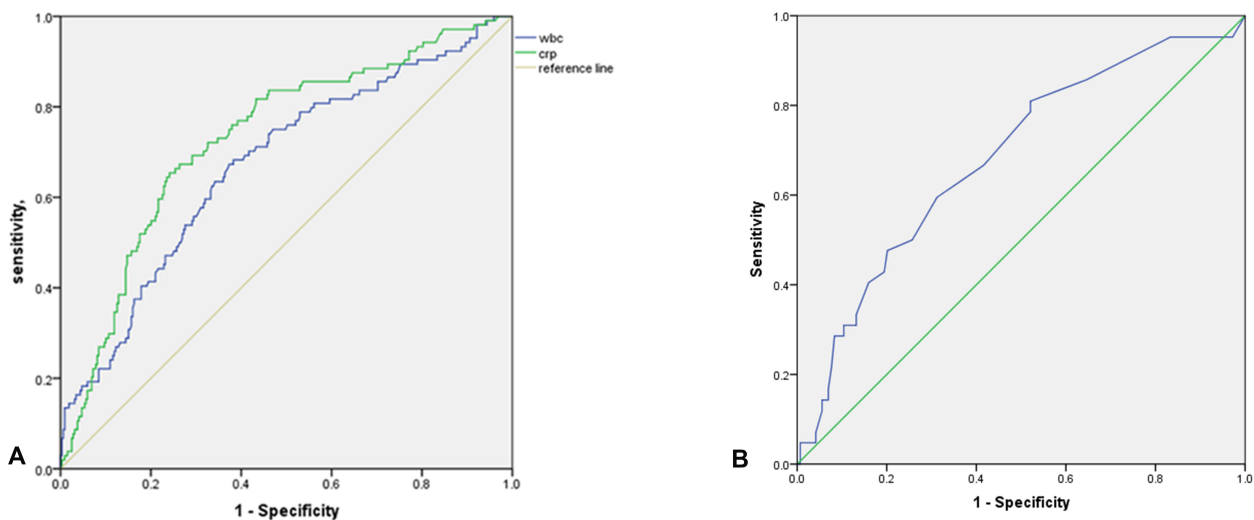 1.0
0.8
0.6
0.4
0.2
0.0
sensitivity,
0.0 0.2 0.4 0.6 0.8 1.0
1 - Specificity
wbc
crp
reference line
A
1.0
0.8
0.6
0.4
0.2
0.0
Sensitivity
0.0 0.2 0.4 0.6 0.8 1.0
1 - Specificity
B